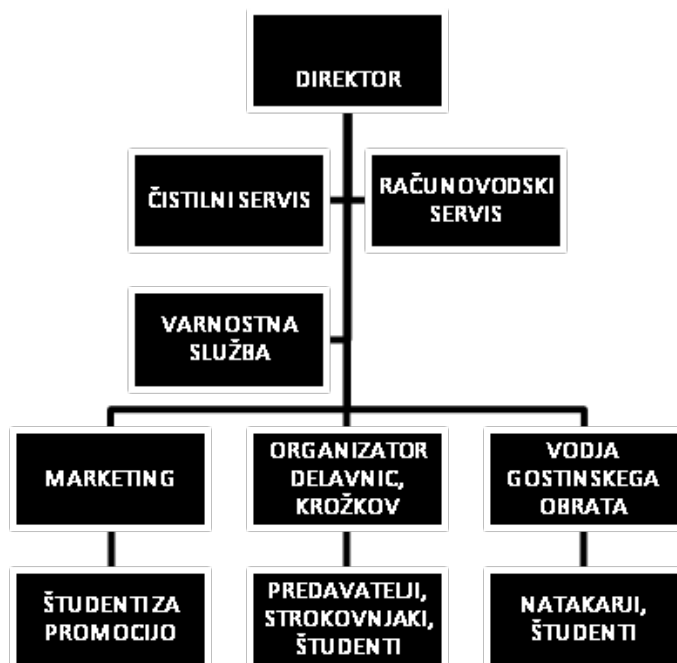 DIREKTOR
ČISTILNI SERVIS
RAČUNOVODSKI
SERVIS
VARNOSTNA
SLUŽBA
MARKETING
ORGANIZATOR
DELAVNIC,
KROŽKOV
VODJA
GOSTINSKEGA
OBRATA
ŠTUDENTI ZA
PROMOCIJO
PREDAVATELJI,
STROKOVNJAKI,
ŠTUDENTI
NATAKARJI,
ŠTUDENTI